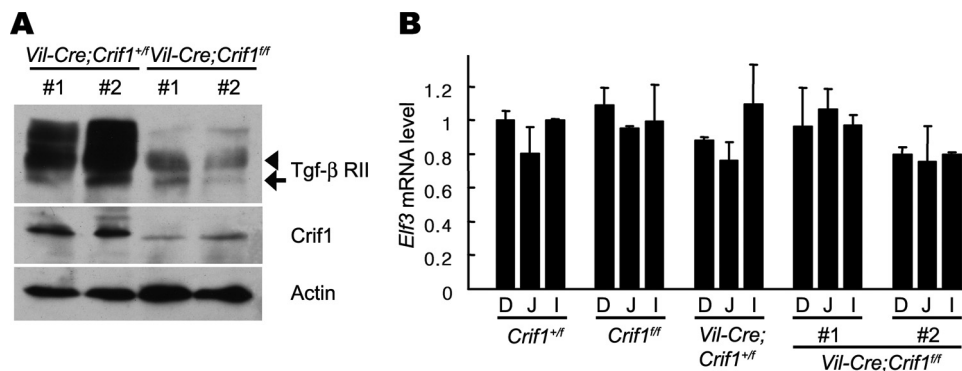 A
Vil-Cre;Crif1+/f Vil-Cre;Crif1f/f
#1 #2 #1 #2
Tgf-β RII
Crif1
Actin
B
Elf3 mRNA level
1.2
1
0.8
0.6
0.4
0.2
0
D J I D J I D J I D J I D J I
Crif1+/f Crif1f/f Vil-Cre; #1 #2
Crif1+/f Vil-Cre;Crif1f/f